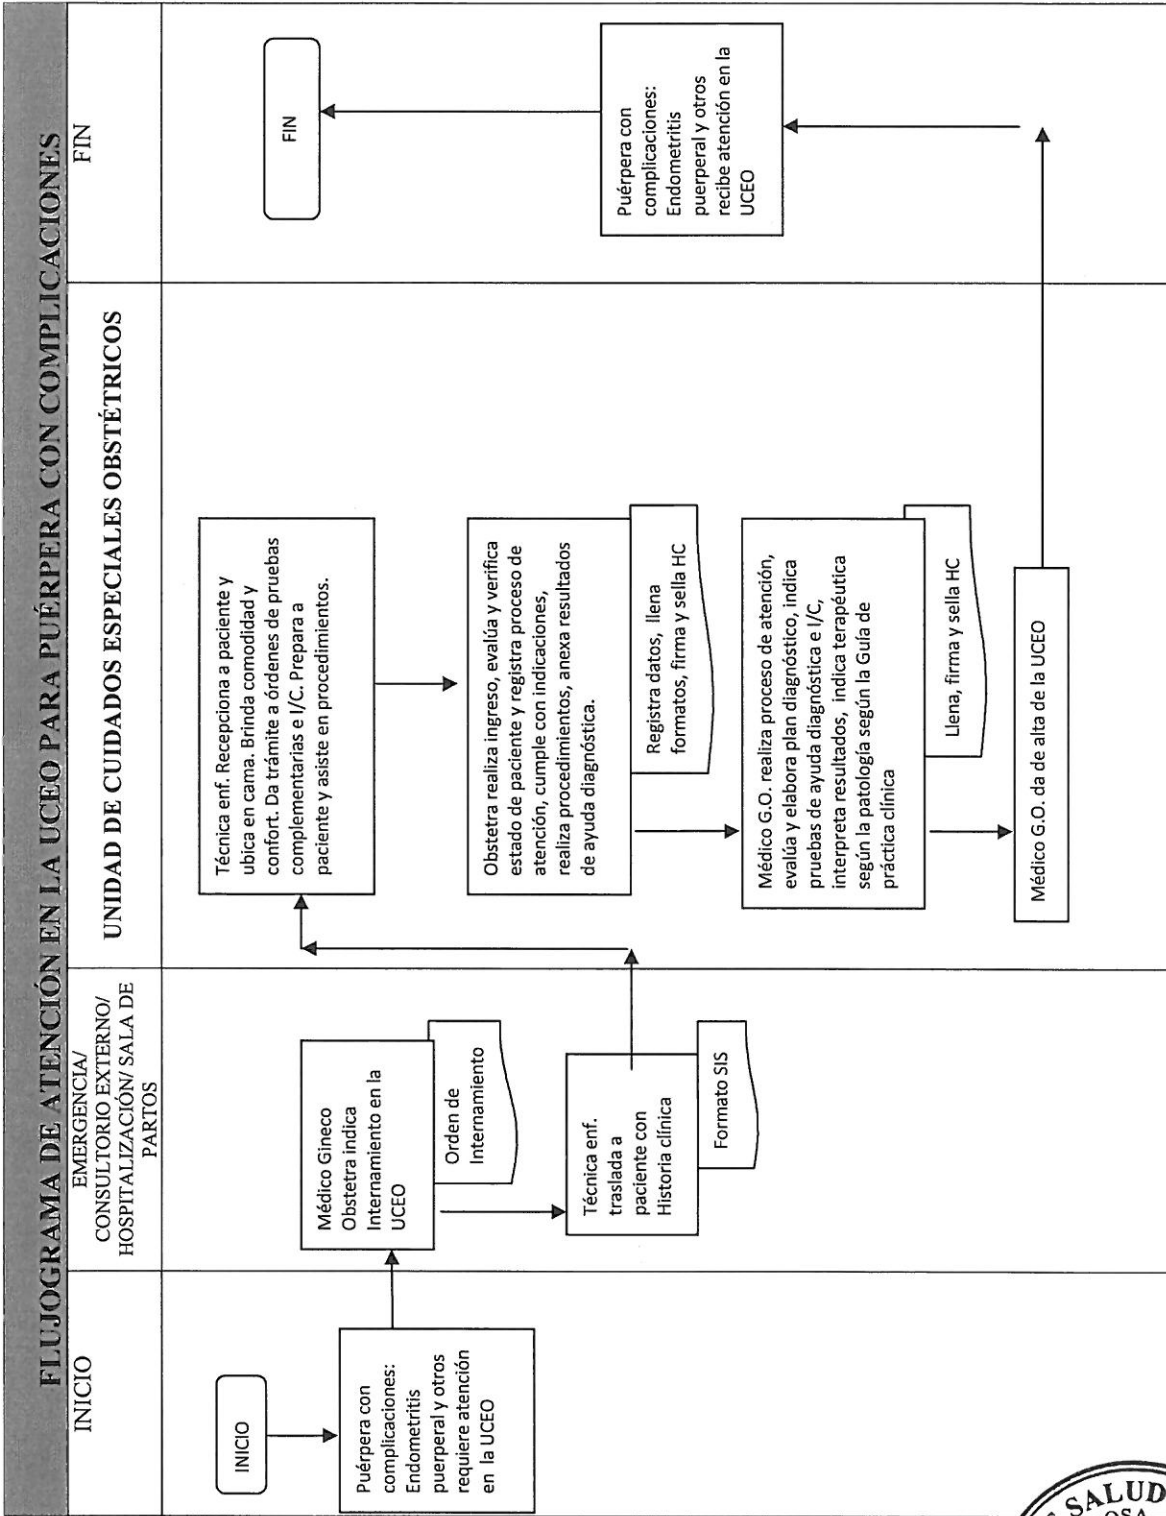 FLUJOGRAMA DE ATENCIÓN EN LA UCEO PARA PUÉRPERA CON COMPLICACIONES
INICIO
EMERGENCIA/
CONSULTORIO EXTERNO/
HOSPITALIZACIÓN/ SALA DE
PARTOS
UNIDAD DE CUIDADOS ESPECIALES OBSTÉTRICOS
FIN
INICIO
Puérpera con
complicaciones:
Endometritis
puerperal y otros
requiere atención
en la UCEO
Médico Gineco
Obstetra indica
Internamiento en la
UCEO
Orden de
Internamiento
Técnica enf.
traslada a
paciente con
Historia clínica
Formato SIS
Técnica enf. Recepciona a paciente y
ubica en cama. Brinda comodidad y
confort. Da trámite a órdenes de pruebas
complementarias e I/C. Prepara a
paciente y asiste en procedimientos.
Obstetra realiza ingreso, evalúa y verifica
estado de paciente y registra proceso de
atención, cumple con indicaciones,
realiza procedimientos, anexa resultados
de ayuda diagnóstica.
Registra datos, llena
formatos, firma y sella HC
Médico G.O. realiza proceso de atención,
evalúa y elabora plan diagnóstico, indica
pruebas de ayuda diagnóstica e I/C,
interpreta resultados, indica terapéutica
según la patología según la Guía de
práctica clínica
Llena, firma y sella HC
Médico G.O. da de alta de la UCEO
Puérpera con
complicaciones:
Endometritis
puerperal y otros
recibe atención en la
UCEO
FIN
SALUD